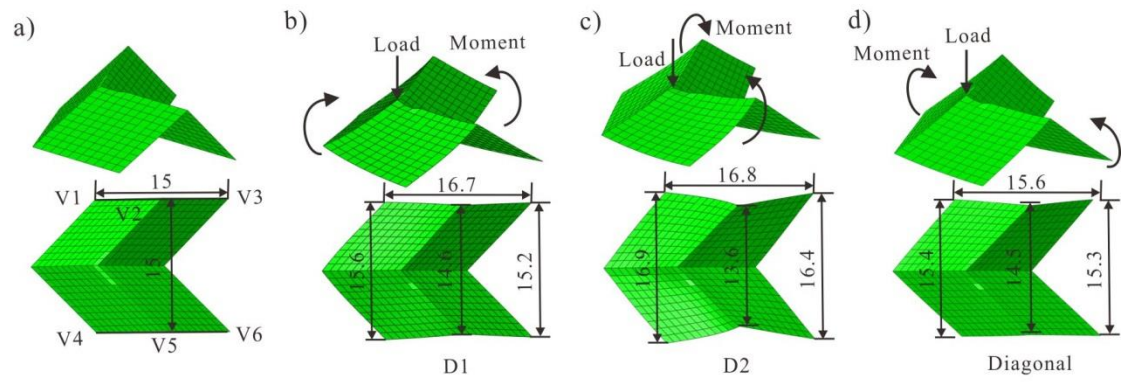 a)
b)
c)
d)
Load
Moment
Load
Moment
Moment
Load
V1
15
V3
V2
15
V4
V5
V6
16.7
15.6
14.6
15.2
D1
16.8
16.9
13.6
16.4
D2
15.6
15.4
14.5
15.3
Diagonal